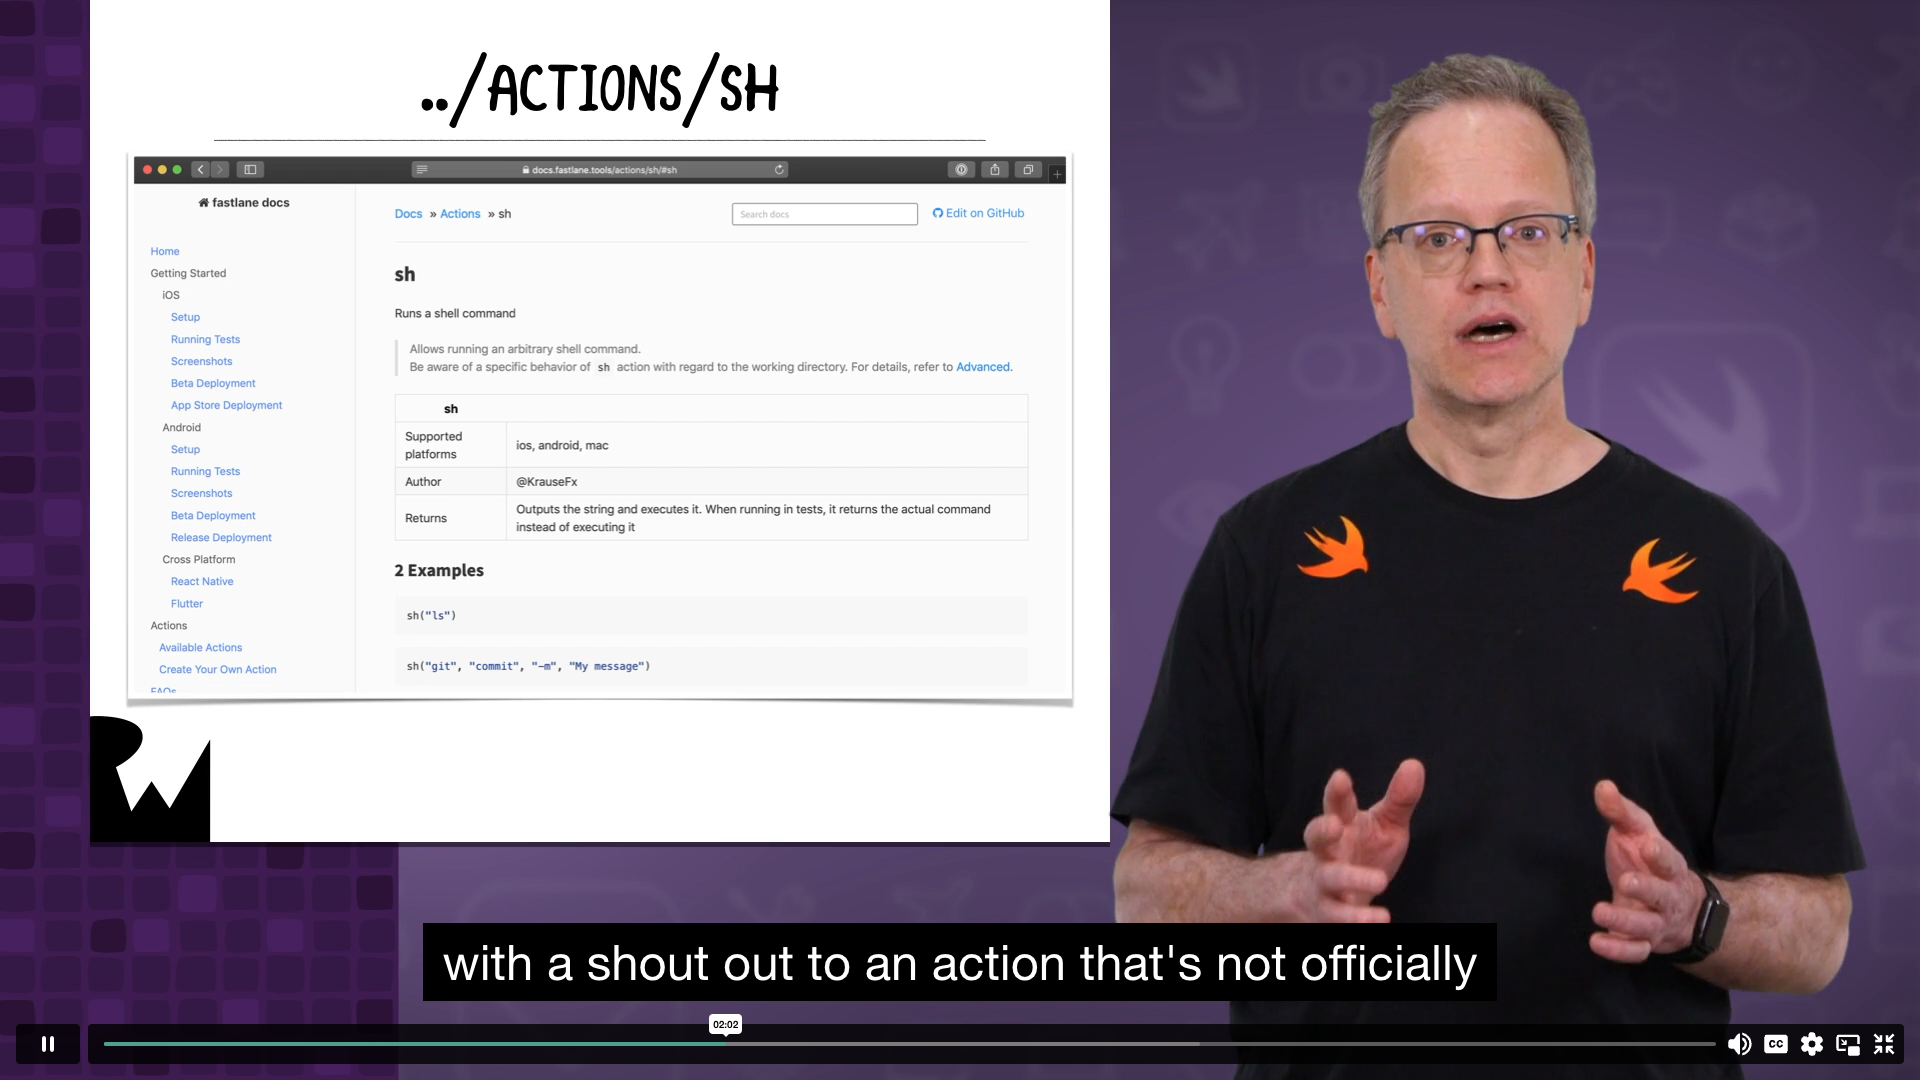 ../ACTIONS/SH
docs.fastlane.tools/actions/sh/#sh
fastlane docs
Home
Getting Started
iOS
Setup
Running Tests
Screenshots
Beta Deployment
App Store Deployment
Android
Setup
Running Tests
Screenshots
Beta Deployment
Release Deployment
Cross Platform
React Native
Flutter
Actions
Available Actions
Create Your Own Action
FAQs
Docs » Actions » sh
Search docs
Edit on GitHub
sh
Runs a shell command
Allows running an arbitrary shell command.
Be aware of a specific behavior of sh action with regard to the working directory. For details, refer to Advanced.
sh
Supported platforms
ios, android, mac
Author
@KrauseFx
Returns
Outputs the string and executes it. When running in tests, it returns the actual command
instead of executing it
2 Examples
sh("ls")
sh("git", "commit", "-m", "My message")
RW
with a shout out to an action that's not officially
02:02
CC